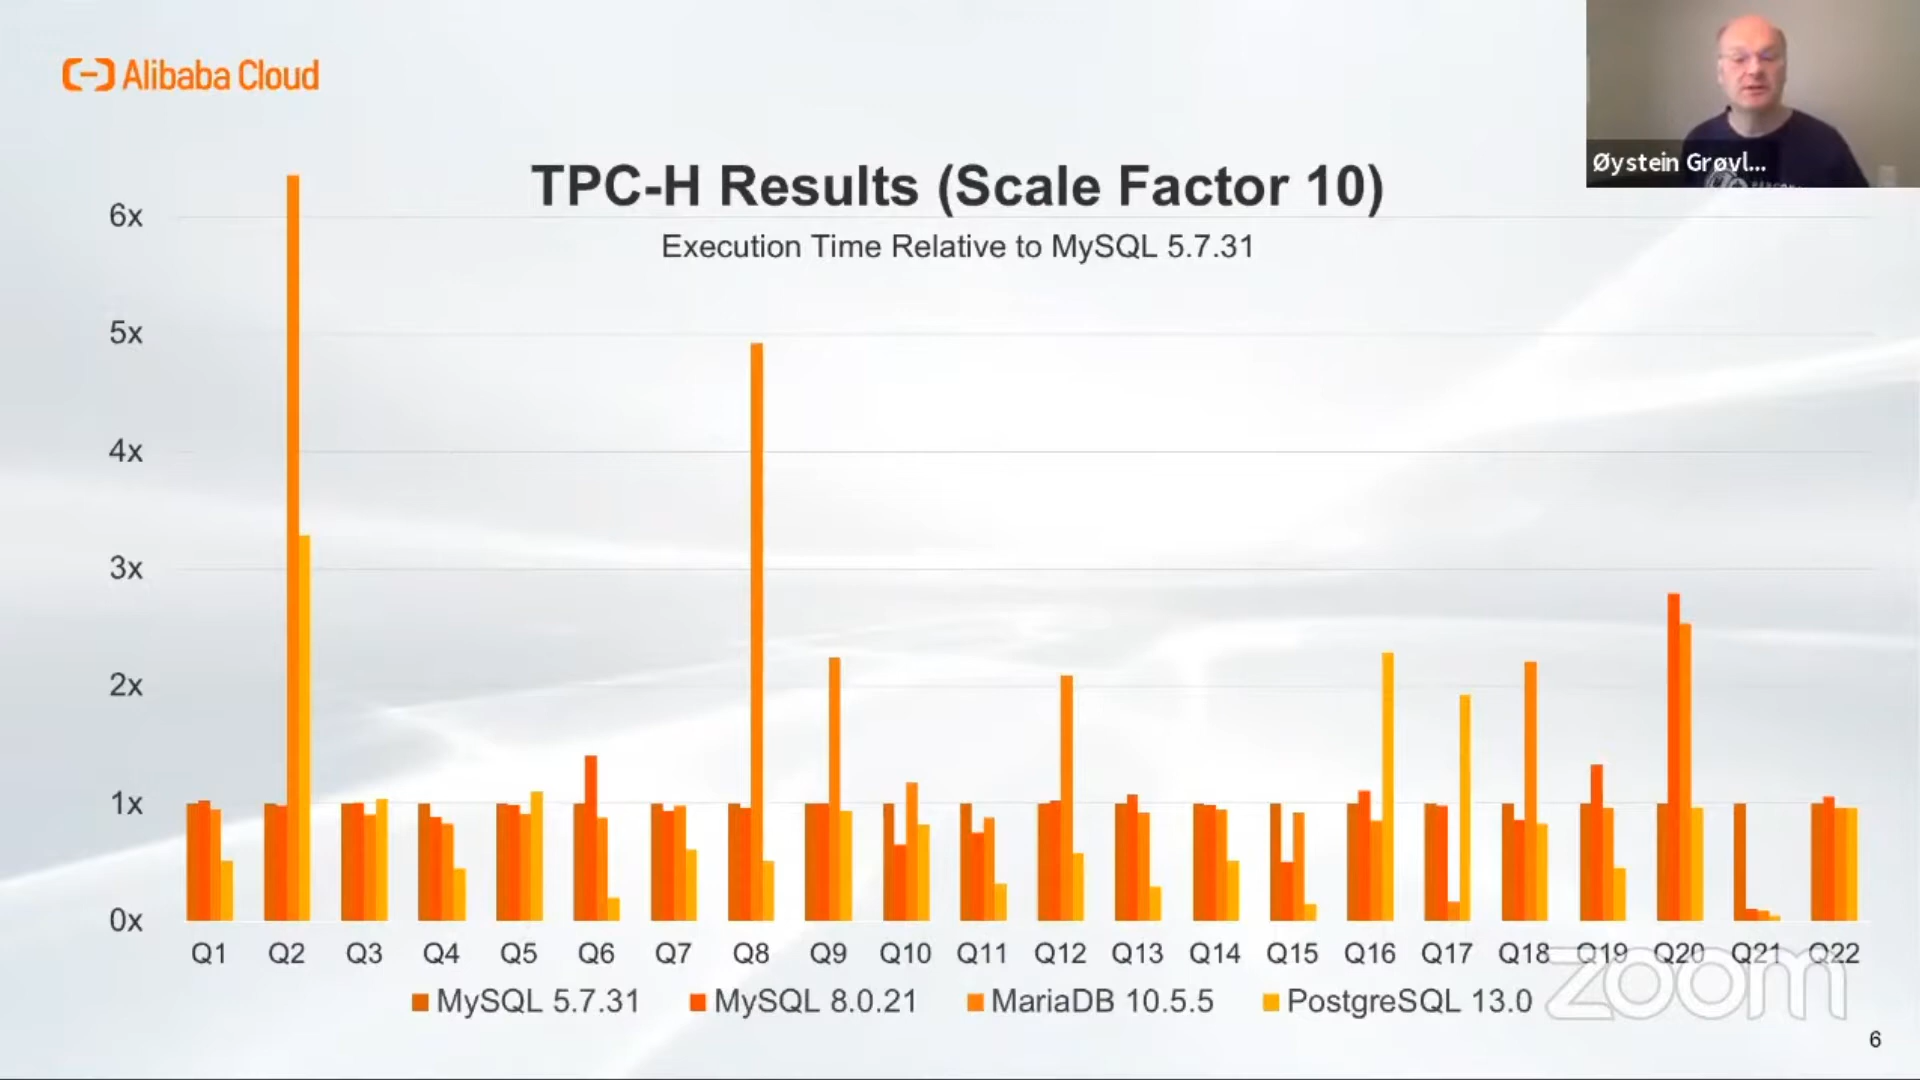 Alibaba Cloud
Øystein Grøvl...
TPC-H Results (Scale Factor 10)
Execution Time Relative to MySQL 5.7.31
6x
5x
4x
3x
2x
1x
0x
Q1 Q2 Q3 Q4 Q5 Q6 Q7 Q8 Q9 Q10 Q11 Q12 Q13 Q14 Q15 Q16 Q17 Q18 Q19 Q20 Q21 Q22
MySQL 5.7.31 MySQL 8.0.21 MariaDB 10.5.5 PostgreSQL 13.0
zoom
6